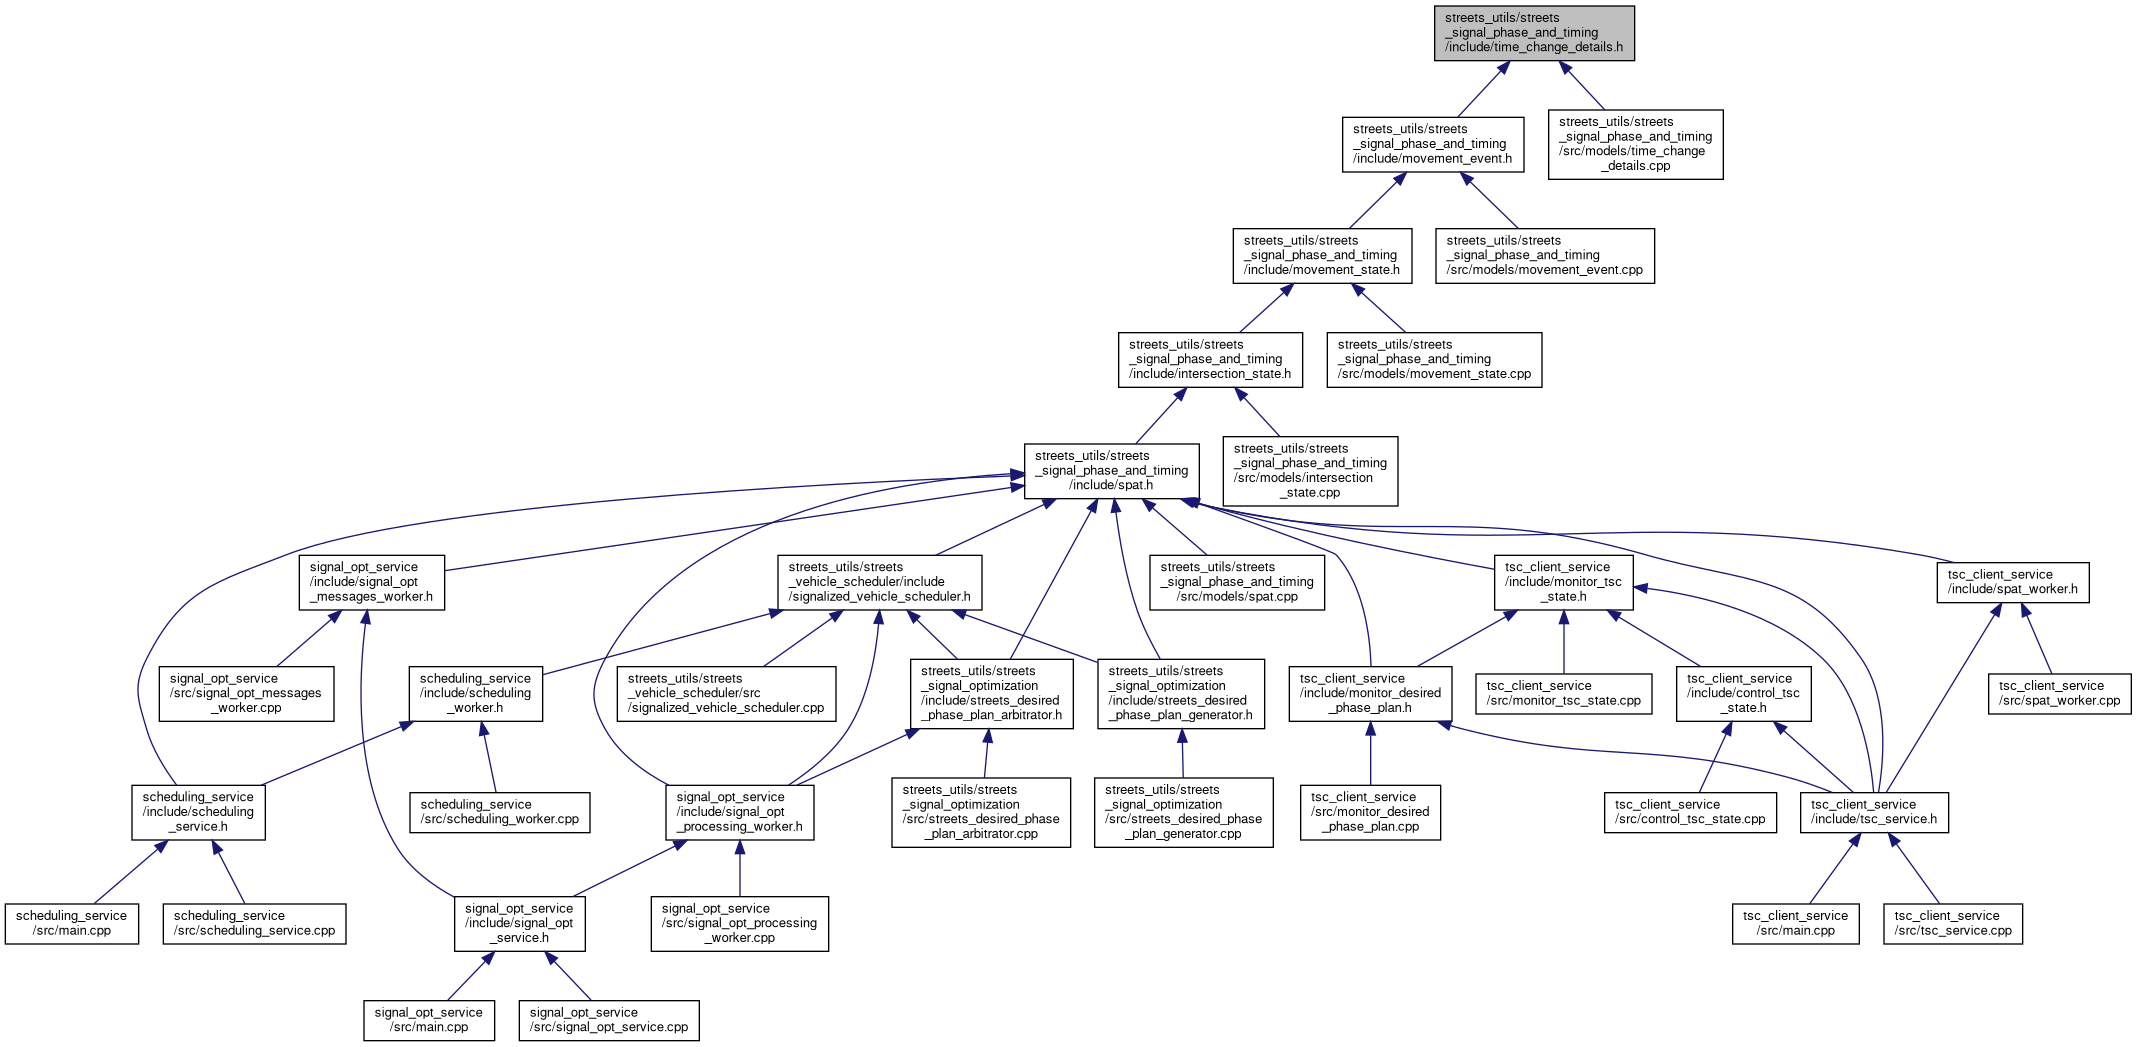 streets_utils/streets
_signal_phase_and_timing
/include/time_change_details.h
streets_utils/streets
_signal_phase_and_timing
/include/movement_event.h
streets_utils/streets
_signal_phase_and_timing
/src/models/time_change
_details.cpp
streets_utils/streets
_signal_phase_and_timing
/include/movement_state.h
streets_utils/streets
_signal_phase_and_timing
/src/models/movement_event.cpp
streets_utils/streets
_signal_phase_and_timing
/include/intersection_state.h
streets_utils/streets
_signal_phase_and_timing
/src/models/movement_state.cpp
streets_utils/streets
_signal_phase_and_timing
/include/spat.h
streets_utils/streets
_signal_phase_and_timing
/src/models/intersection
_state.cpp
signal_opt_service
/include/signal_opt
_messages_worker.h
streets_utils/streets
_vehicle_scheduler/include
/signalized_vehicle_scheduler.h
streets_utils/streets
_signal_phase_and_timing
/src/models/spat.cpp
tsc_client_service
/include/monitor_tsc
_state.h
tsc_client_service
/include/spat_worker.h
signal_opt_service
/src/signal_opt_messages
_worker.cpp
scheduling_service
/include/scheduling
_worker.h
streets_utils/streets
_vehicle_scheduler/src
/signalized_vehicle_scheduler.cpp
streets_utils/streets
_signal_optimization
/include/streets_desired
_phase_plan_arbitrator.h
streets_utils/streets
_signal_optimization
/include/streets_desired
_phase_plan_generator.h
tsc_client_service
/include/monitor_desired
_phase_plan.h
tsc_client_service
/src/monitor_tsc_state.cpp
tsc_client_service
/include/control_tsc
_state.h
tsc_client_service
/src/spat_worker.cpp
scheduling_service
/include/scheduling
_service.h
scheduling_service
/src/scheduling_worker.cpp
signal_opt_service
/include/signal_opt
_processing_worker.h
streets_utils/streets
_signal_optimization
/src/streets_desired_phase
_plan_arbitrator.cpp
streets_utils/streets
_signal_optimization
/src/streets_desired_phase
_plan_generator.cpp
tsc_client_service
/src/monitor_desired
_phase_plan.cpp
tsc_client_service
/src/control_tsc_state.cpp
tsc_client_service
/include/tsc_service.h
scheduling_service
/src/main.cpp
scheduling_service
/src/scheduling_service.cpp
signal_opt_service
/include/signal_opt
_service.h
signal_opt_service
/src/signal_opt_processing
_worker.cpp
tsc_client_service
/src/main.cpp
tsc_client_service
/src/tsc_service.cpp
signal_opt_service
/src/main.cpp
signal_opt_service
/src/signal_opt_service.cpp